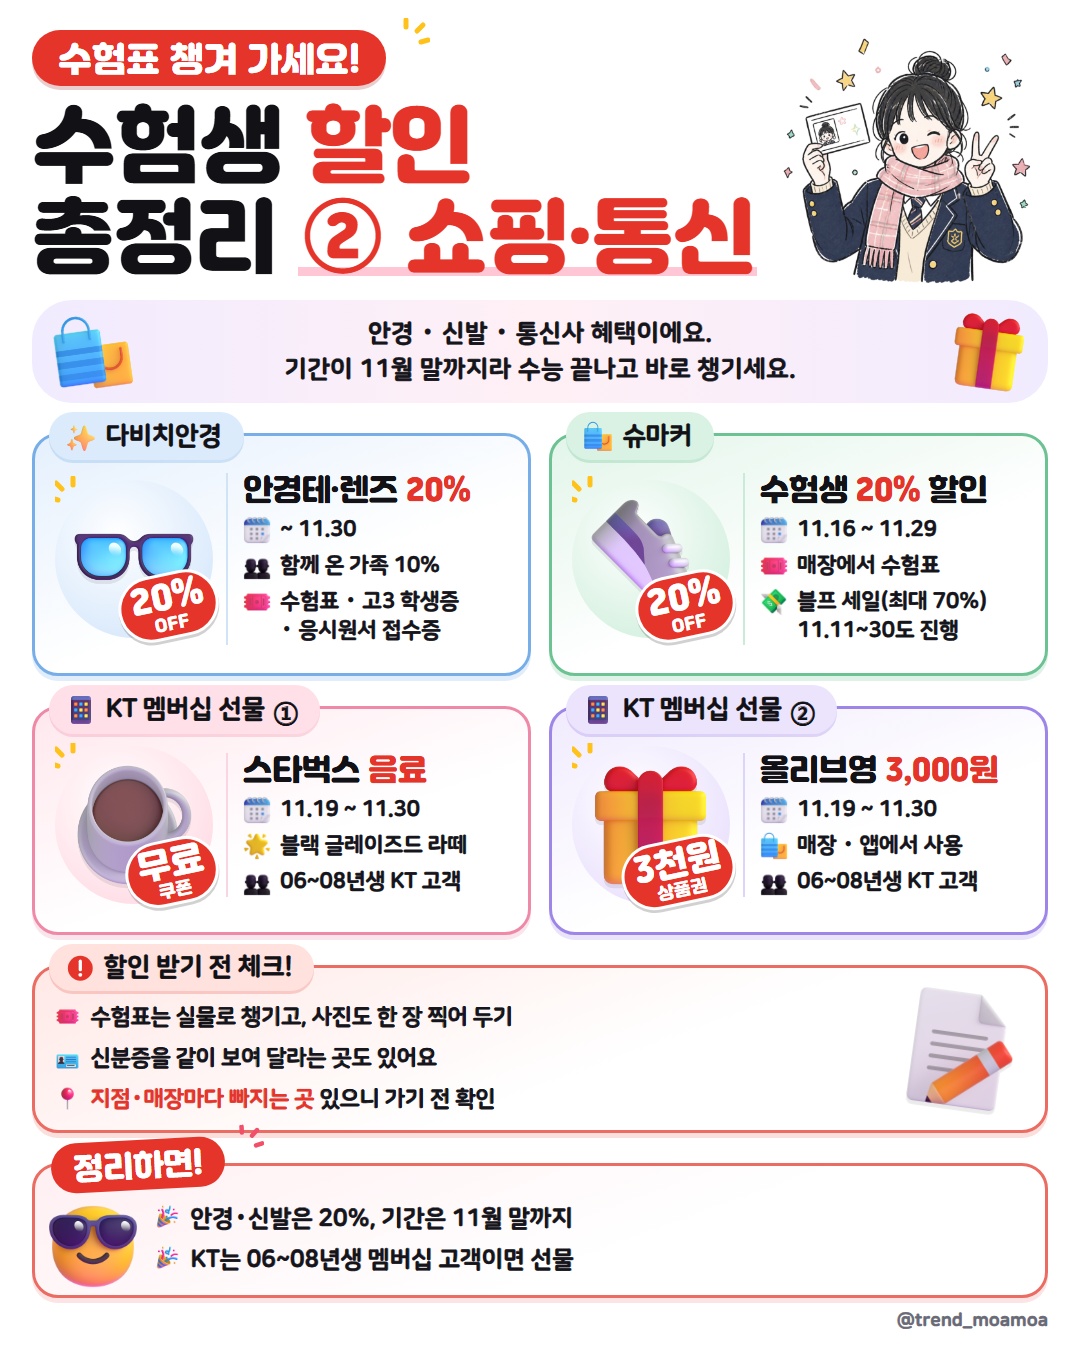 수험표 챙겨 가세요!
수험생 할인
총정리 ② 쇼핑·통신
안경 · 신발 · 통신사 혜택이에요.
기간이 11월 말까지라 수능 끝나고 바로 챙기세요.
다비치안경
안경테·렌즈 20%
~ 11.30
함께 온 가족 10%
수험표 · 고3 학생증
· 응시원서 접수증
20%
OFF
슈마커
수험생 20% 할인
11.16 ~ 11.29
매장에서 수험표
블프 세일(최대 70%)
11.11~30도 진행
20%
OFF
KT 멤버십 선물 ①
스타벅스 음료
11.19 ~ 11.30
블랙 글레이즈드 라떼
06~08년생 KT 고객
무료
쿠폰
KT 멤버십 선물 ②
올리브영 3,000원
11.19 ~ 11.30
매장 · 앱에서 사용
06~08년생 KT 고객
3천원
상품권
할인 받기 전 체크!
수험표는 실물로 챙기고, 사진도 한 장 찍어 두기
신분증을 같이 보여 달라는 곳도 있어요
지점·매장마다 빠지는 곳 있으니 가기 전 확인
정리하면!
안경·신발은 20%, 기간은 11월 말까지
KT는 06~08년생 멤버십 고객이면 선물
@trend_moamoa